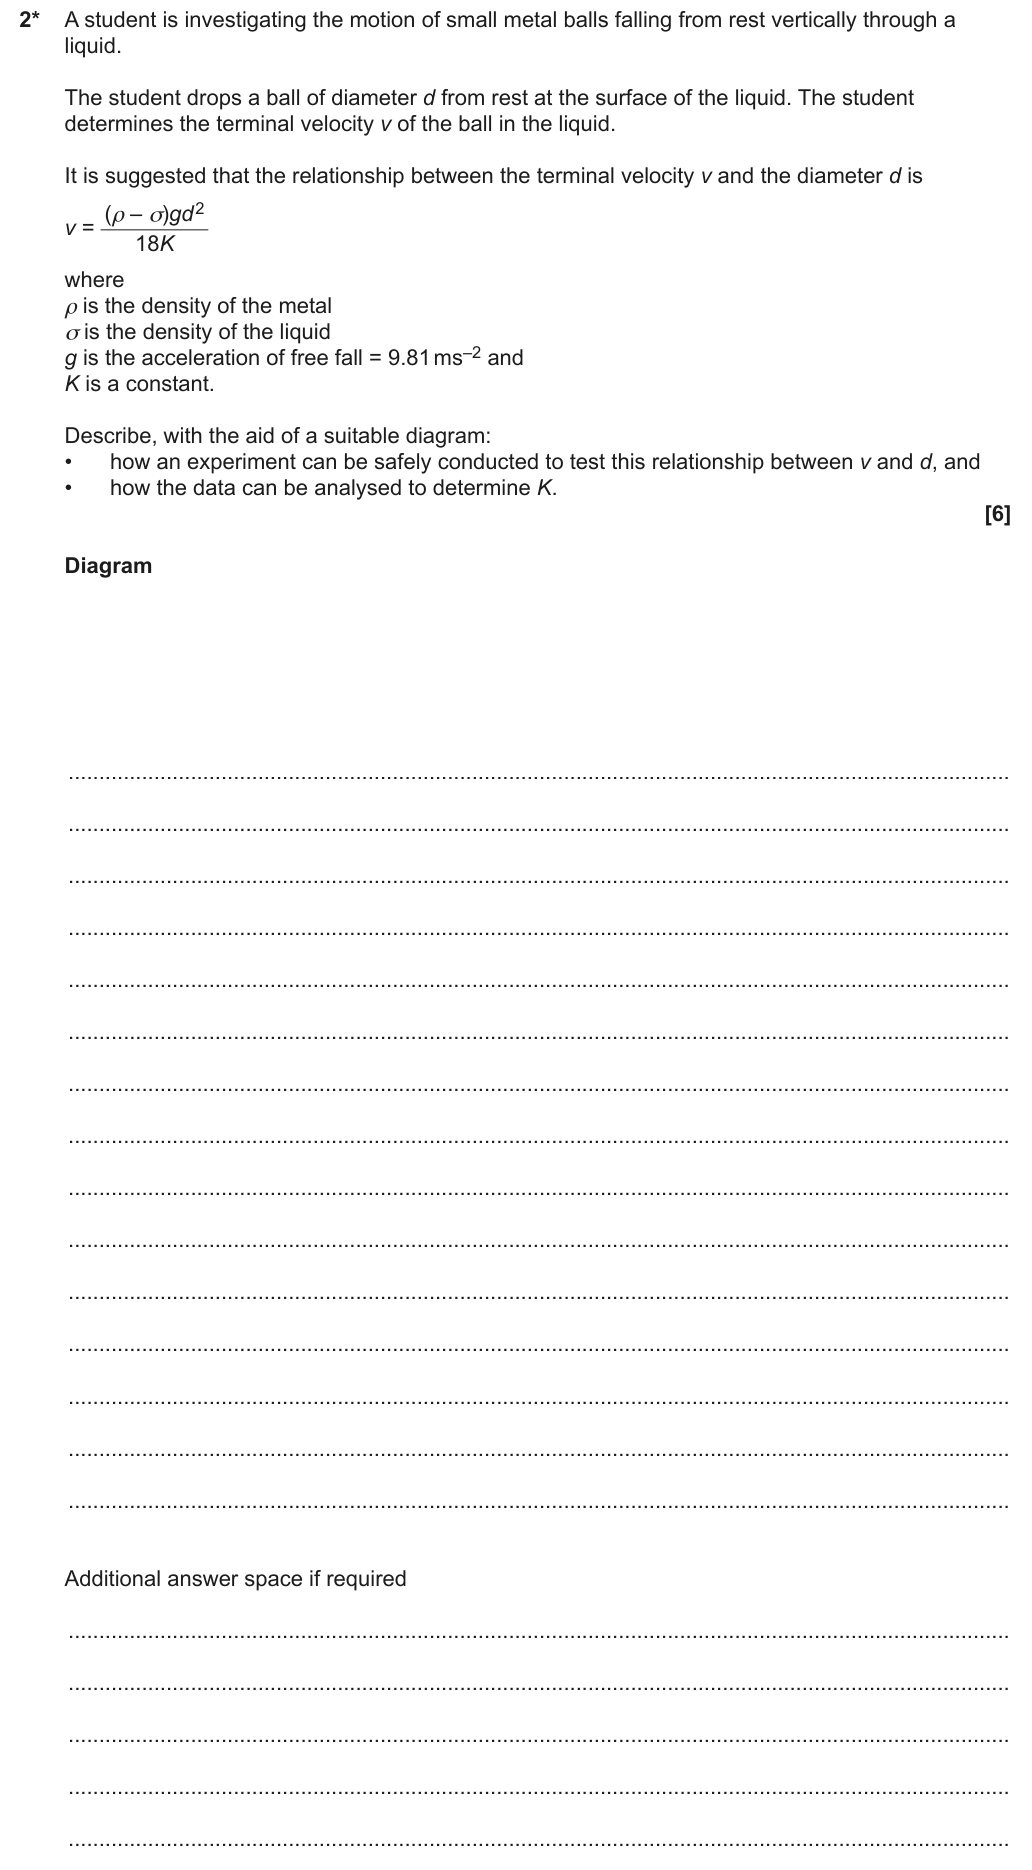 2* A student is investigating the motion of small metal balls falling from rest vertically through a
liquid.
The student drops a ball of diameter d from rest at the surface of the liquid. The student
determines the terminal velocity v of the ball in the liquid.
It is suggested that the relationship between the terminal velocity v and the diameter d is
v = (ρ – σ)gd²
18K
where
ρ is the density of the metal
σ is the density of the liquid
g is the acceleration of free fall = 9.81 ms⁻² and
K is a constant.
Describe, with the aid of a suitable diagram:
• how an experiment can be safely conducted to test this relationship between v and d, and
• how the data can be analysed to determine K.
[6]
Diagram
Additional answer space if required